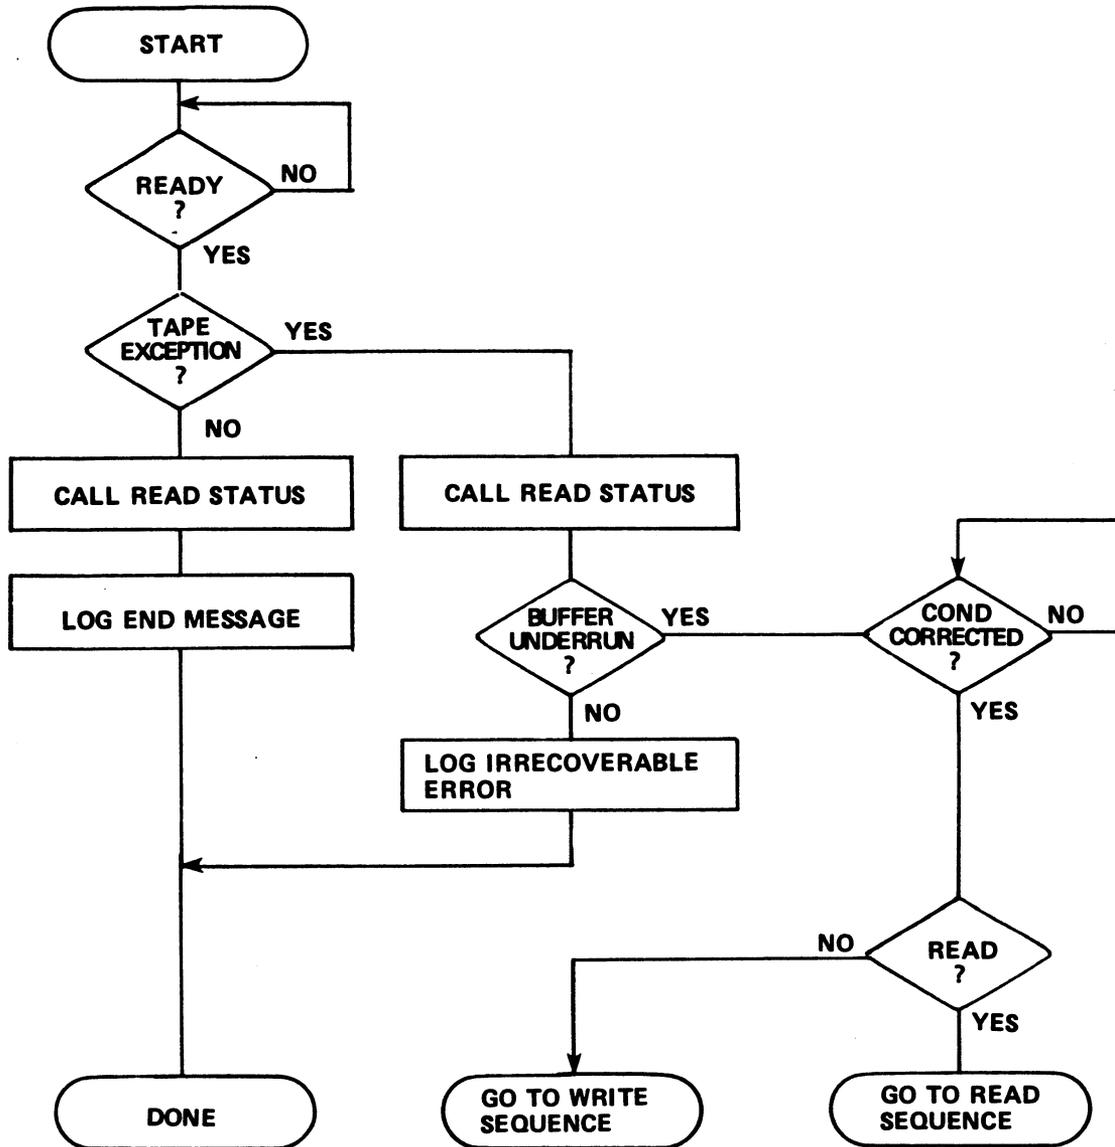 START
READY
?
NO
YES
TAPE
EXCEPTION
?
YES
NO
CALL READ STATUS
CALL READ STATUS
LOG END MESSAGE
BUFFER
UNDERRUN
?
YES
COND
CORRECTED
?
NO
NO
YES
LOG IRRECOVERABLE
ERROR
NO
READ
?
YES
DONE
GO TO WRITE
SEQUENCE
GO TO READ
SEQUENCE